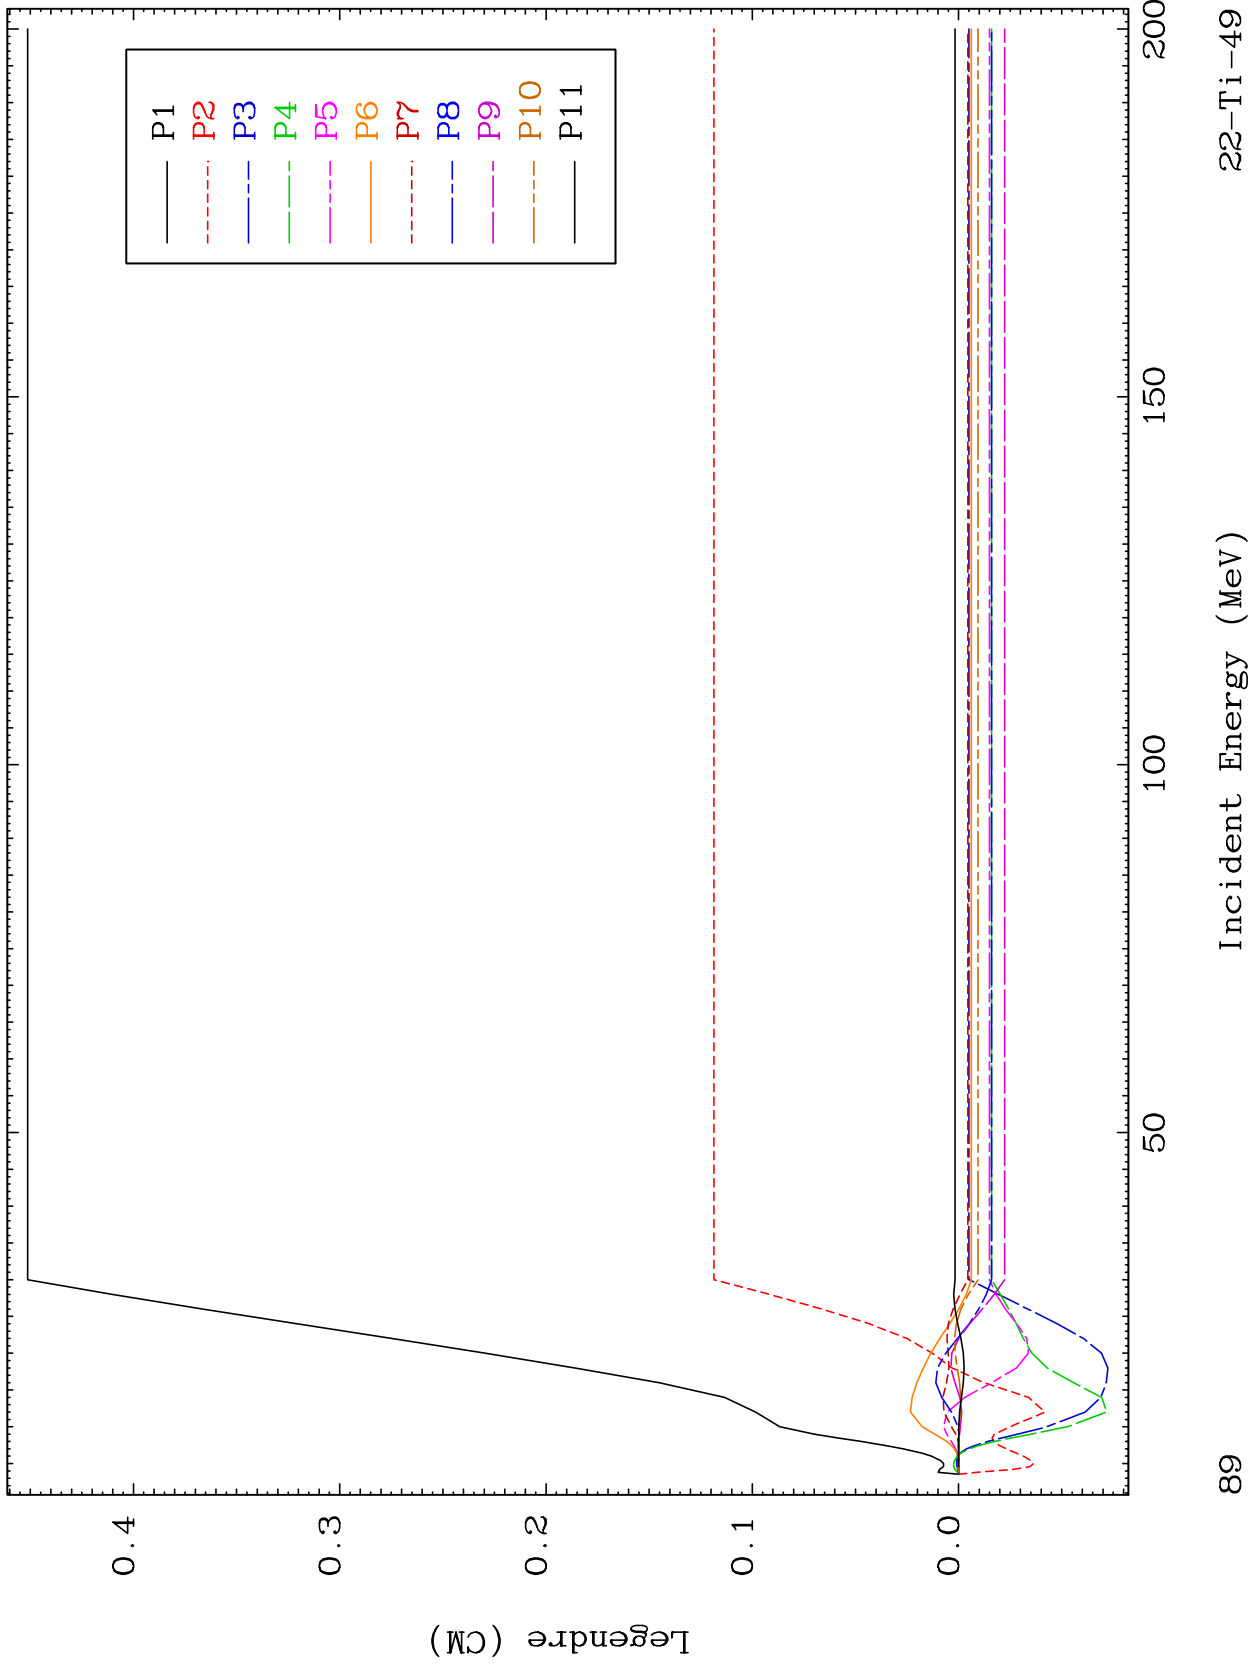 P1
P2
P3
P4
P5
P6
P7
P8
P9
P10
P11
Legendre (CM)
0.4
0.3
0.2
0.1
0.0
50
100
150
200
Incident Energy (MeV)
89
22-Ti-49